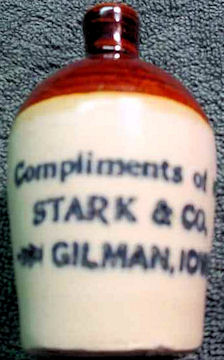 Compliments of
STARK & CO,
GILMAN, IOW